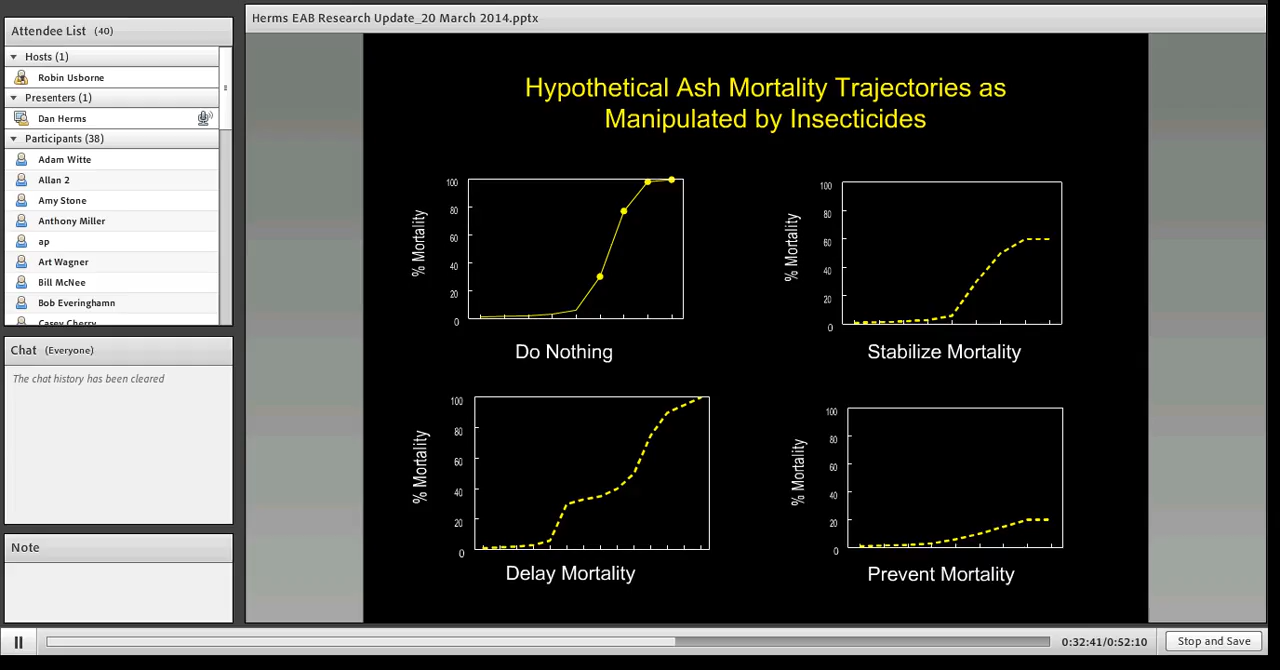 Herms EAB Research Update_20 March 2014.pptx
Attendee List (40)
Hosts (1)
Robin Usborne
Presenters (1)
Dan Herms
Participants (38)
Adam Witte
Allan 2
Amy Stone
Anthony Miller
ap
Art Wagner
Bill McNee
Bob Everinghamn
Casey Cherry
Chat (Everyone)
The chat history has been cleared
Note
Hypothetical Ash Mortality Trajectories as
Manipulated by Insecticides
% Mortality
100
80
60
40
20
0
Do Nothing
% Mortality
100
80
60
40
20
0
Stabilize Mortality
% Mortality
100
80
60
40
20
0
Delay Mortality
% Mortality
100
80
60
40
20
0
Prevent Mortality
0:32:41/0:52:10
Stop and Save